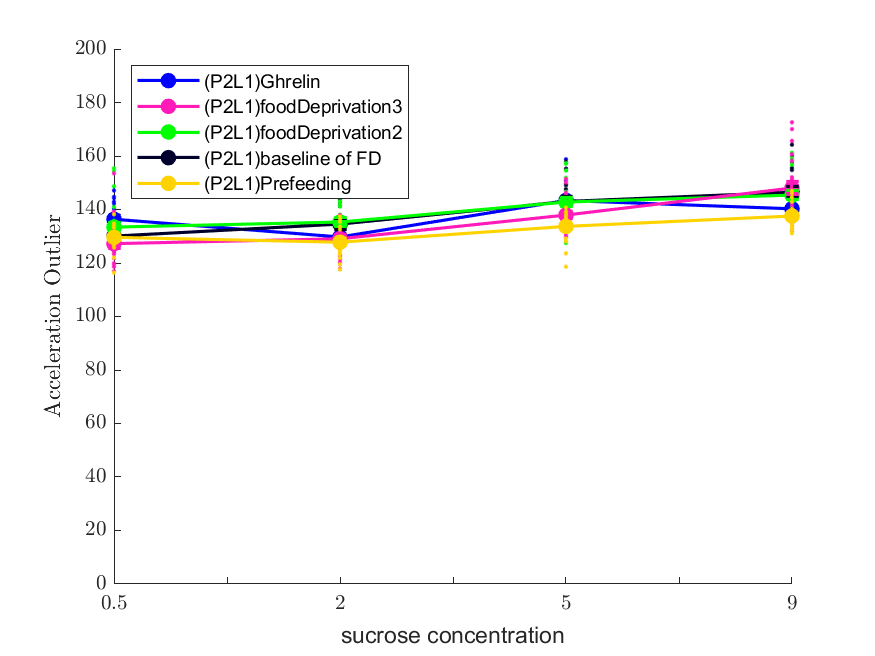 200
180
160
140
120
100
80
60
40
20
0
Acceleration Outlier
(P2L1)Ghrelin
(P2L1)foodDeprivation3
(P2L1)foodDeprivation2
(P2L1)baseline of FD
(P2L1)Prefeeding
0.5 2 5 9
sucrose concentration